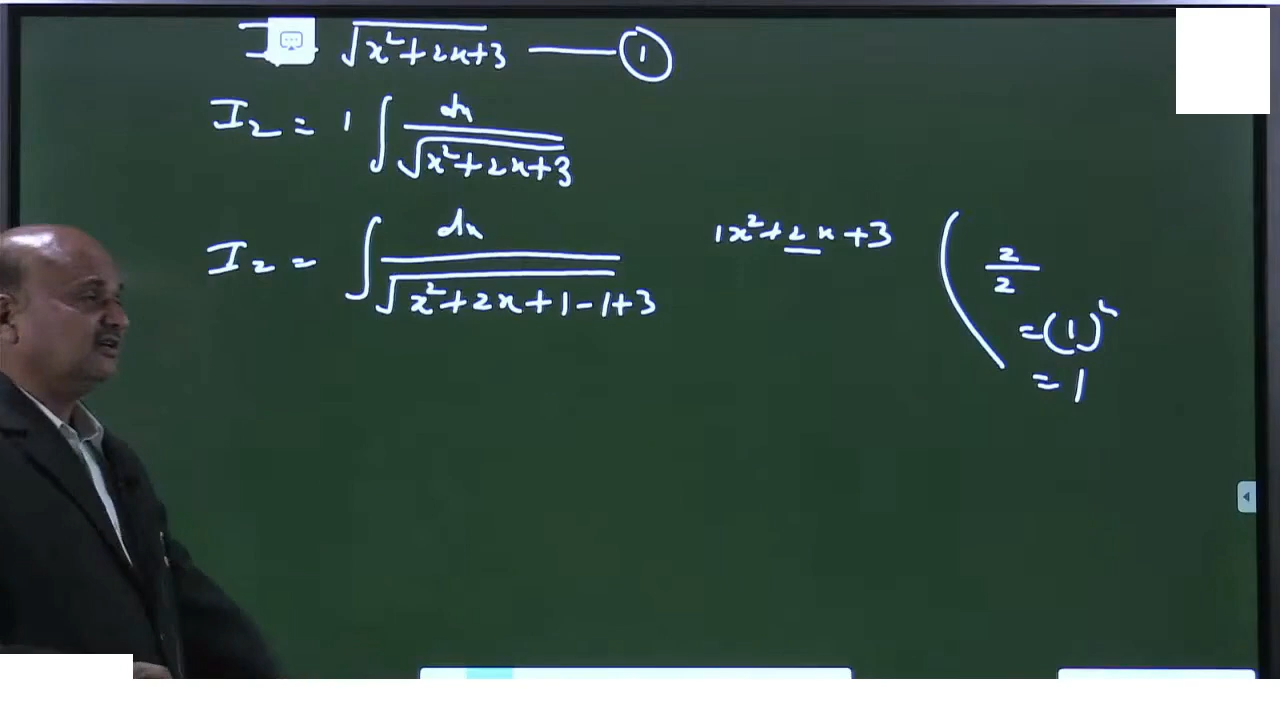 √x²+2x+3 —— ①
I₂ = 1 ∫ dx / √x²+2x+3
I₂ = ∫ dx / √x²+2x+1-1+3
1x²+2x+3
2/2
=(1)²
= 1